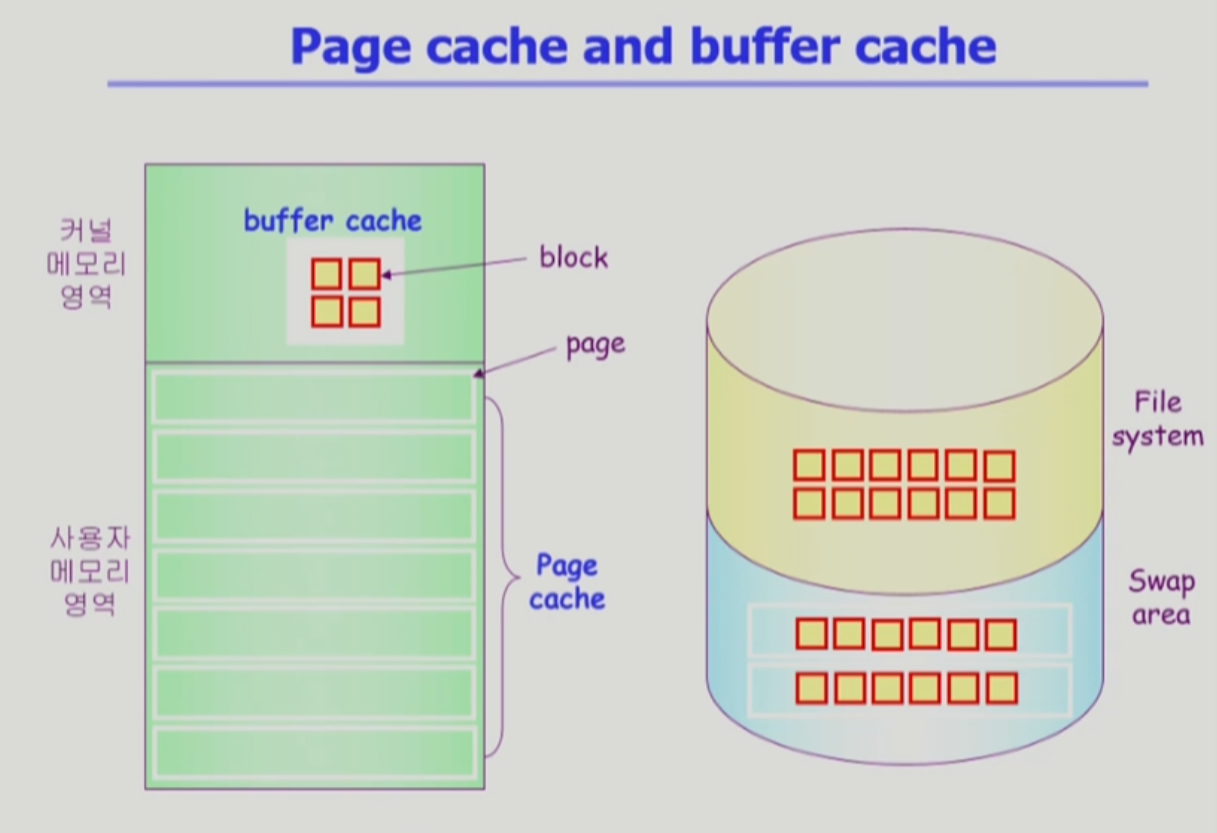 Page cache and buffer cache
커널
메모리
영역
buffer cache
block
page
사용자
메모리
영역
Page
cache
File
system
Swap
area